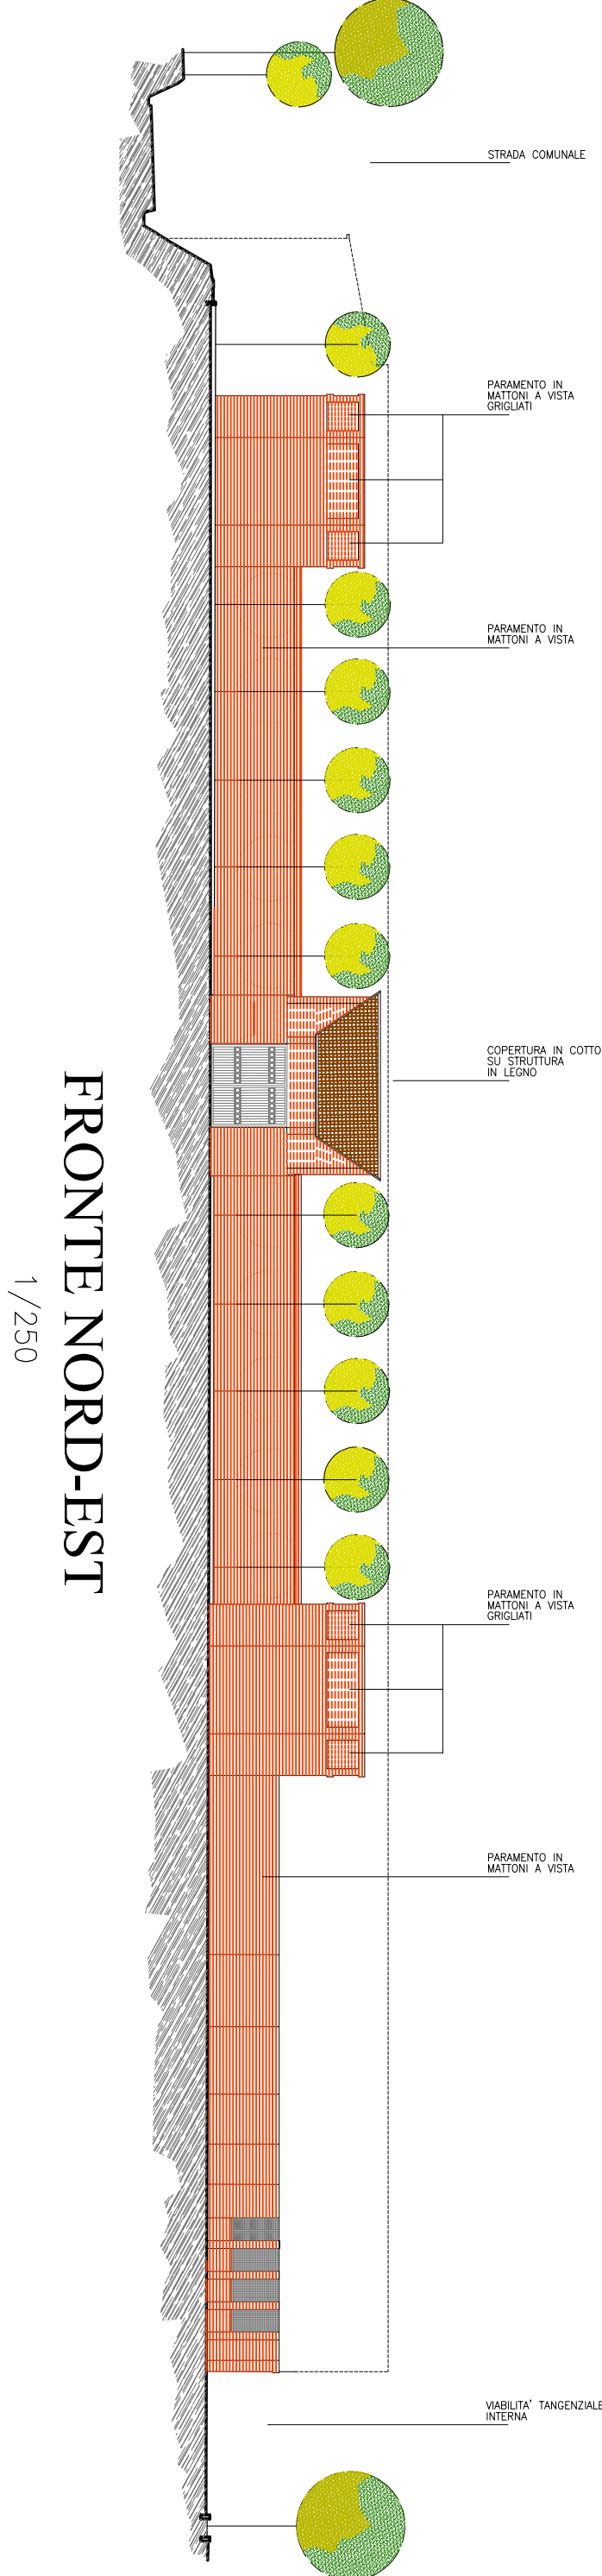 STRADA COMUNALE
PARAMENTO IN
MATTONI A VISTA
GRIGLIATI
PARAMENTO IN
MATTONI A VISTA
COPERTURA IN COTTO
SU STRUTTURA
IN LEGNO
PARAMENTO IN
MATTONI A VISTA
GRIGLIATI
PARAMENTO IN
MATTONI A VISTA
VIABILITA' TANGENZIALE
INTERNA
FRONTE NORD-EST
1/250